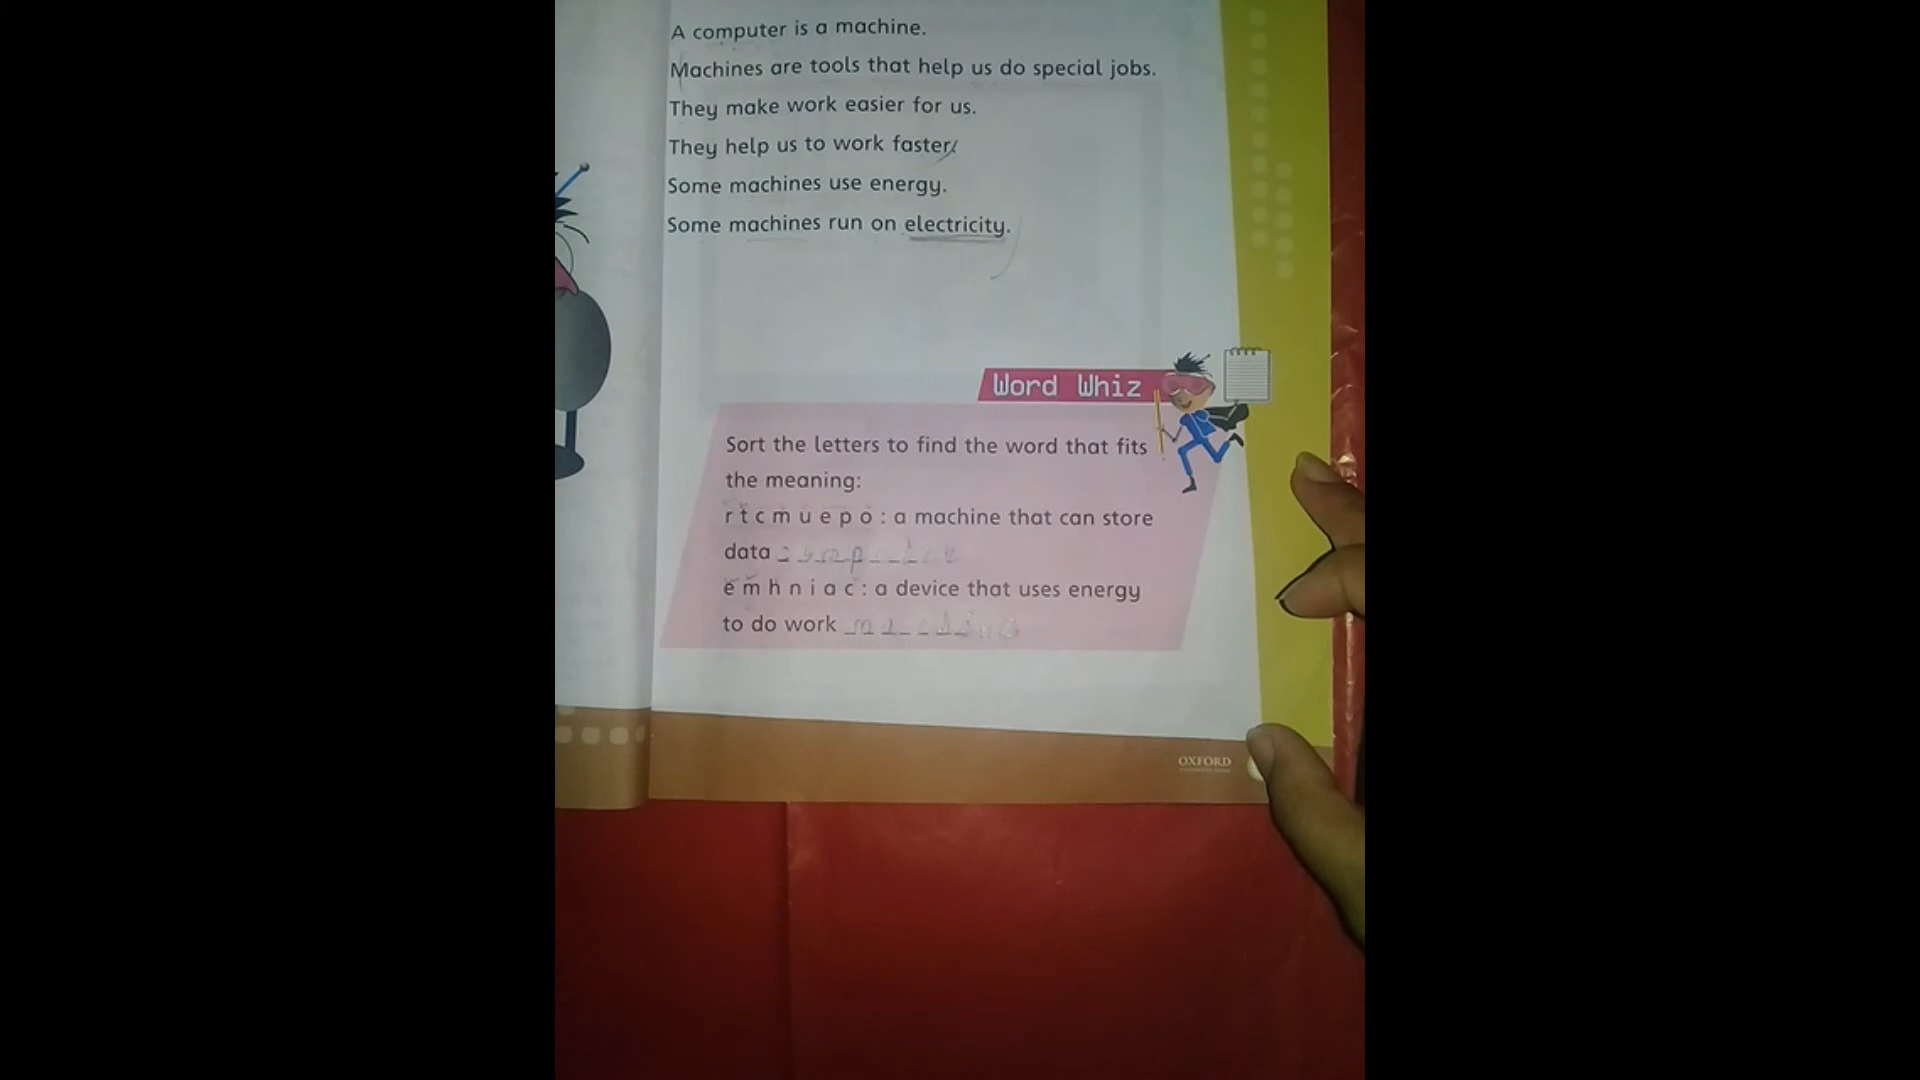 A computer is a machine.
Machines are tools that help us do special jobs.
They make work easier for us.
They help us to work faster.
Some machines use energy.
Some machines run on electricity.
Word Whiz
Sort the letters to find the word that fits
the meaning:
r t c m u e p o : a machine that can store
data computer
e m h n i a c : a device that uses energy
to do work machine
OXFORD